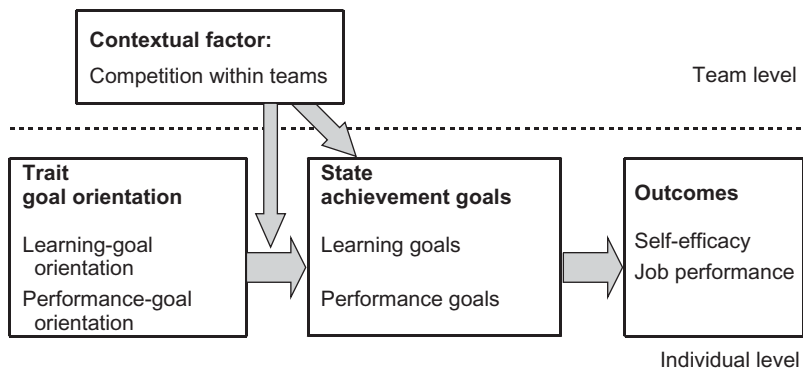 Contextual factor:
Competition within teams
Team level
Trait
goal orientation
Learning-goal
orientation
Performance-goal
orientation
State
achievement goals
Learning goals
Performance goals
Outcomes
Self-efficacy
Job performance
Individual level